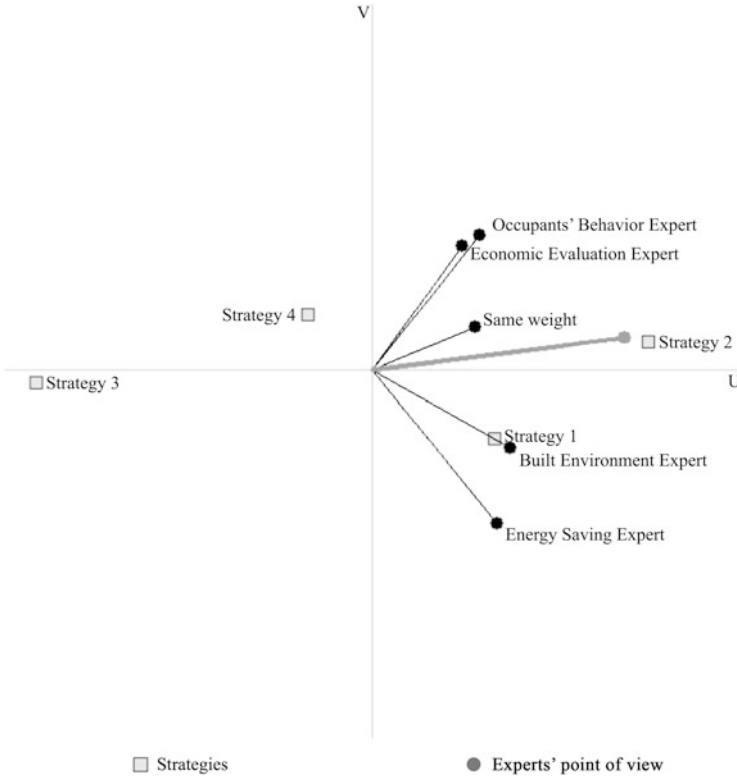 V
Occupants' Behavior Expert
Economic Evaluation Expert
Strategy 4
Same weight
Strategy 2
Strategy 3
U
Strategy 1
Built Environment Expert
Energy Saving Expert
Strategies
Experts' point of view